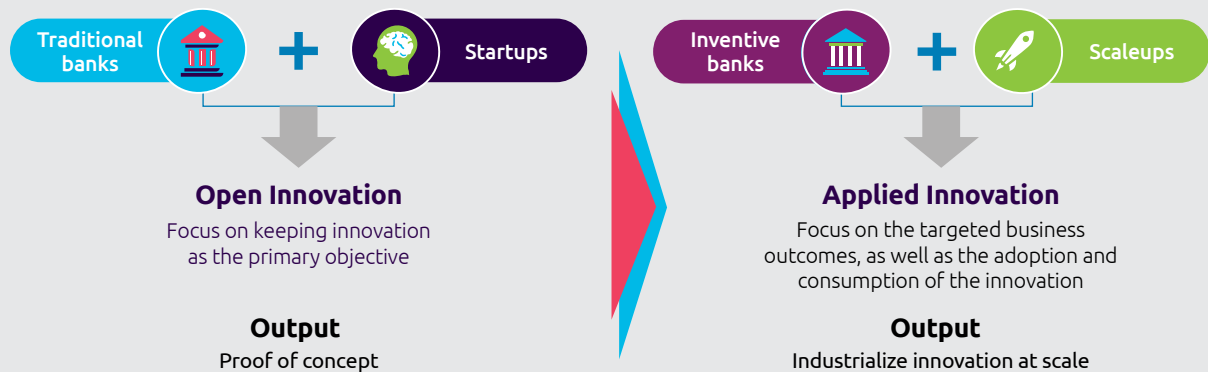 Traditional
banks
+
Startups
Open Innovation
Focus on keeping innovation
as the primary objective
Output
Proof of concept
Inventive
banks
+
Scaleups
Applied Innovation
Focus on the targeted business
outcomes, as well as the adoption and
consumption of the innovation
Output
Industrialize innovation at scale